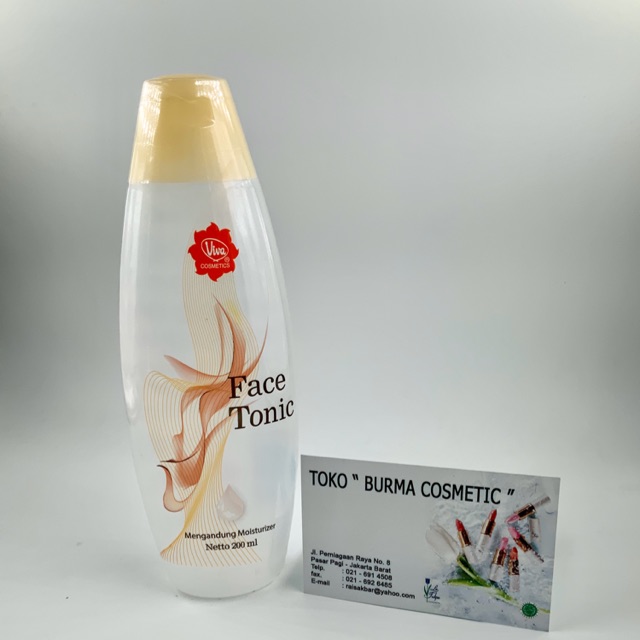 Viva
COSMETICS
Face
Tonic
Mengandung Moisturizer
Netto 200 ml
TOKO “ BURMA COSMETIC ”
Jl. Perniagaan Raya No. 8
Pasar Pagi - Jakarta Barat
Telp. : 021 - 691 4508
fax. : 021 - 692 6485
E-mail : raisakbar@yahoo.com